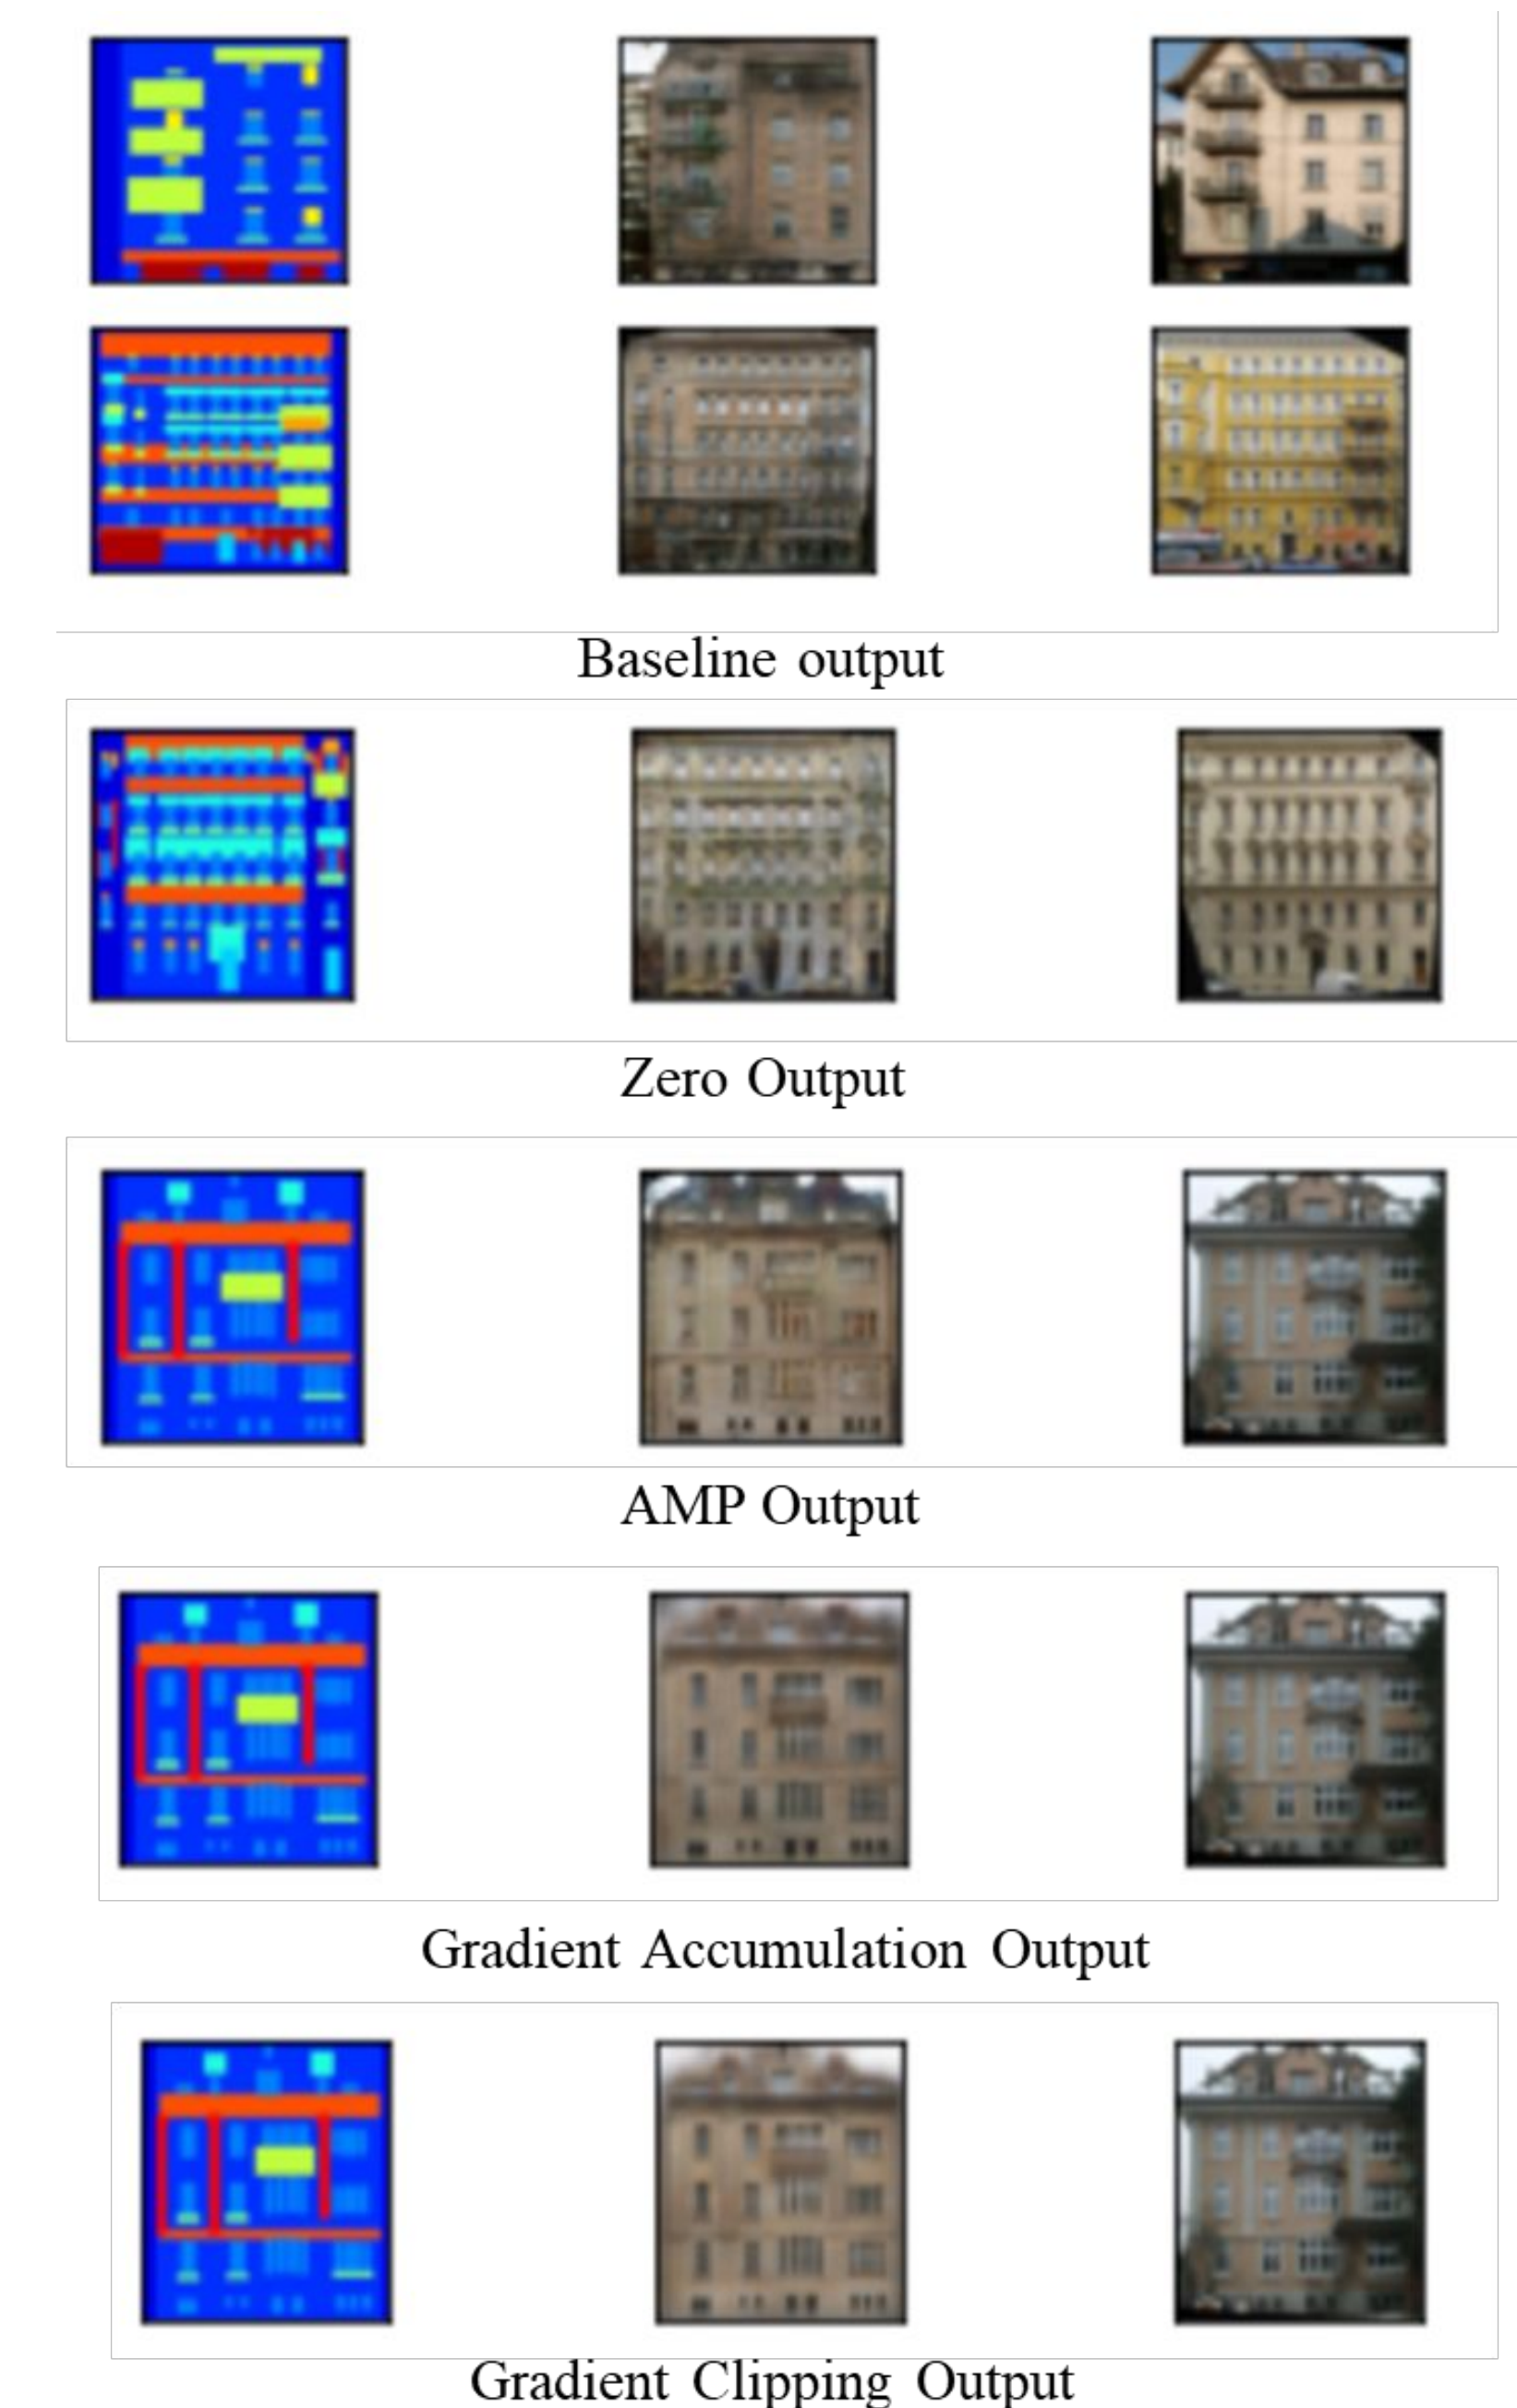 Baseline output
Zero Output
AMP Output
Gradient Accumulation Output
Gradient Clipping Output